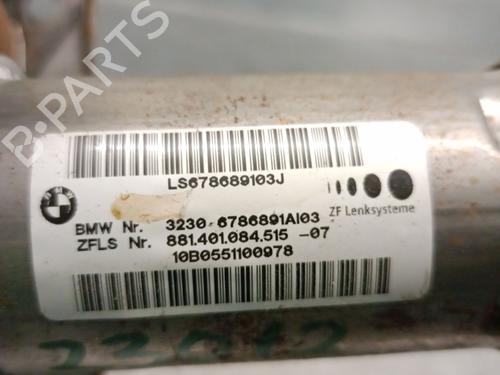 B-PARTS
LS678689103J
BMW Nr. 3230 6786891AI03
ZF Lenksysteme
ZFLS Nr. 881.401.084.515 -07
10B0551100978